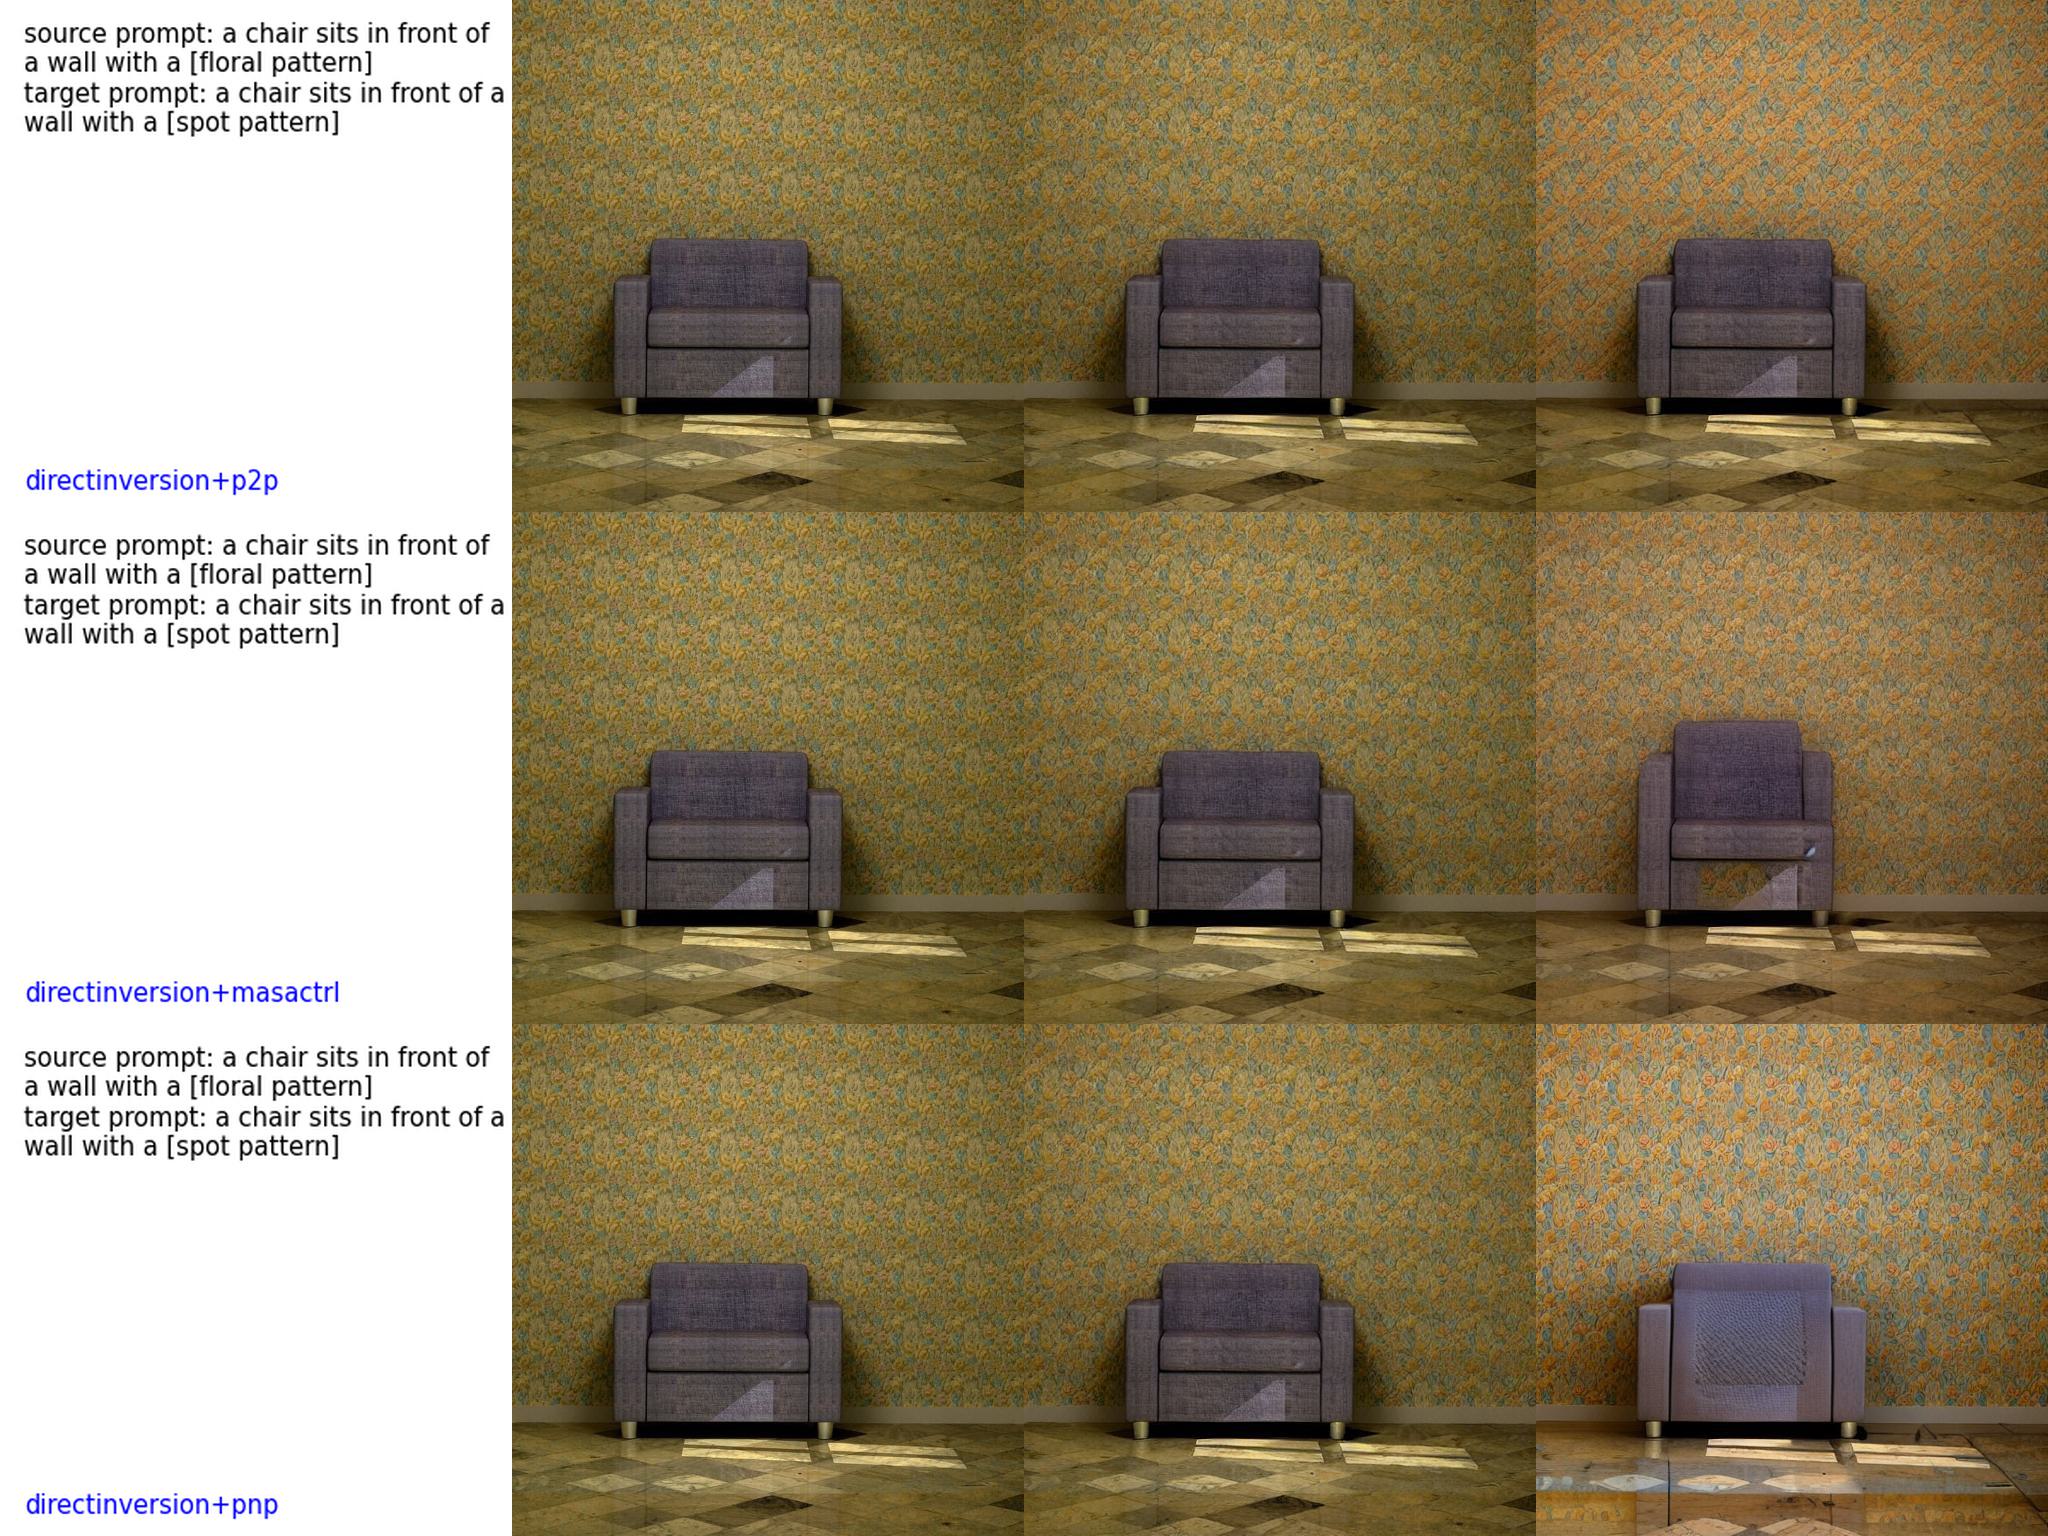 source prompt: a chair sits in front of
a wall with a [floral pattern]
target prompt: a chair sits in front of a
wall with a [spot pattern]
directinversion+p2p
source prompt: a chair sits in front of
a wall with a [floral pattern]
target prompt: a chair sits in front of a
wall with a [spot pattern]
directinversion+masactrl
source prompt: a chair sits in front of
a wall with a [floral pattern]
target prompt: a chair sits in front of a
wall with a [spot pattern]
directinversion+pnp